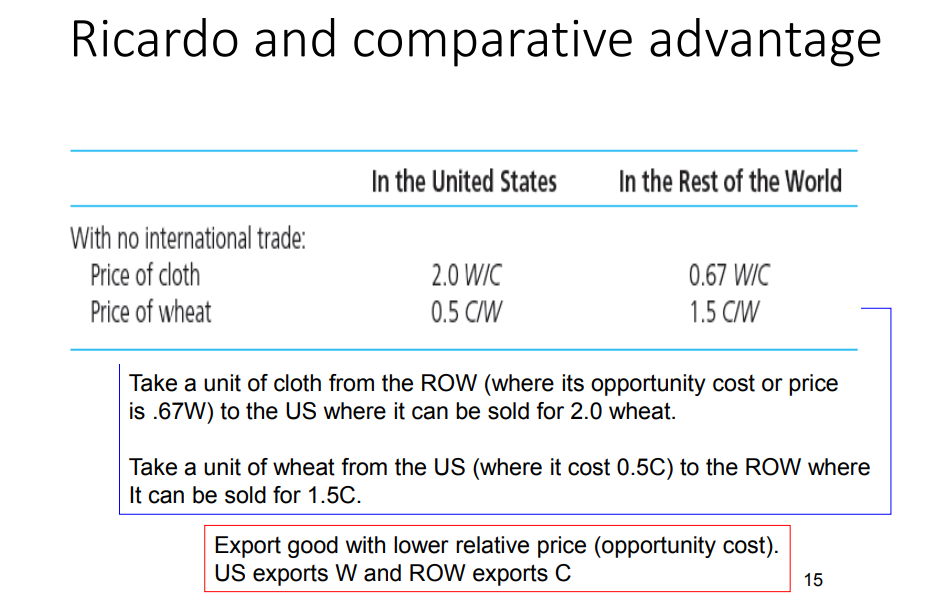 Ricardo and comparative advantage
In the United States In the Rest of the World
With no international trade:
Price of cloth 2.0 W/C 0.67 W/C
Price of wheat 0.5 C/W 1.5 C/W
Take a unit of cloth from the ROW (where its opportunity cost or price
is .67W) to the US where it can be sold for 2.0 wheat.
Take a unit of wheat from the US (where it cost 0.5C) to the ROW where
It can be sold for 1.5C.
Export good with lower relative price (opportunity cost).
US exports W and ROW exports C
15